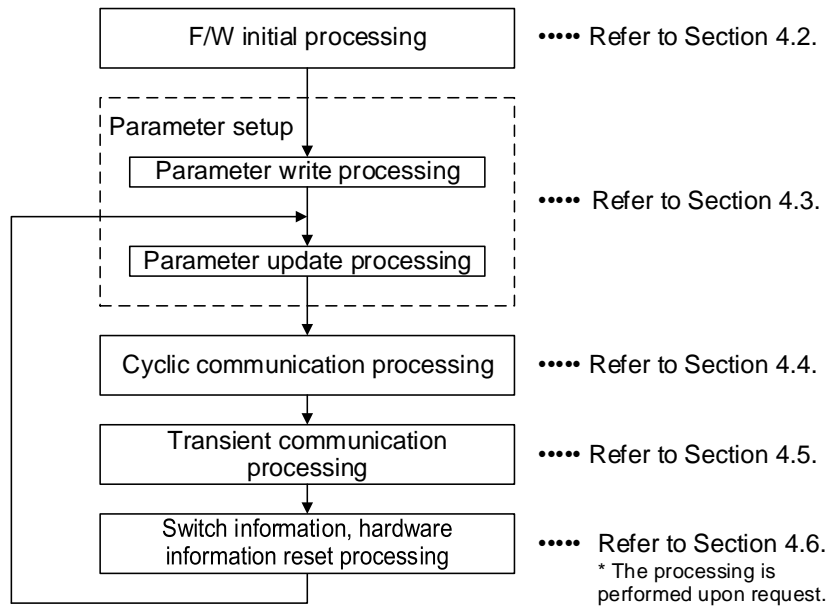 F/W initial processing
••••• Refer to Section 4.2.
Parameter setup
Parameter write processing
••••• Refer to Section 4.3.
Parameter update processing
Cyclic communication processing
••••• Refer to Section 4.4.
Transient communication
processing
••••• Refer to Section 4.5.
Switch information, hardware
information reset processing
••••• Refer to Section 4.6.
* The processing is
performed upon request.